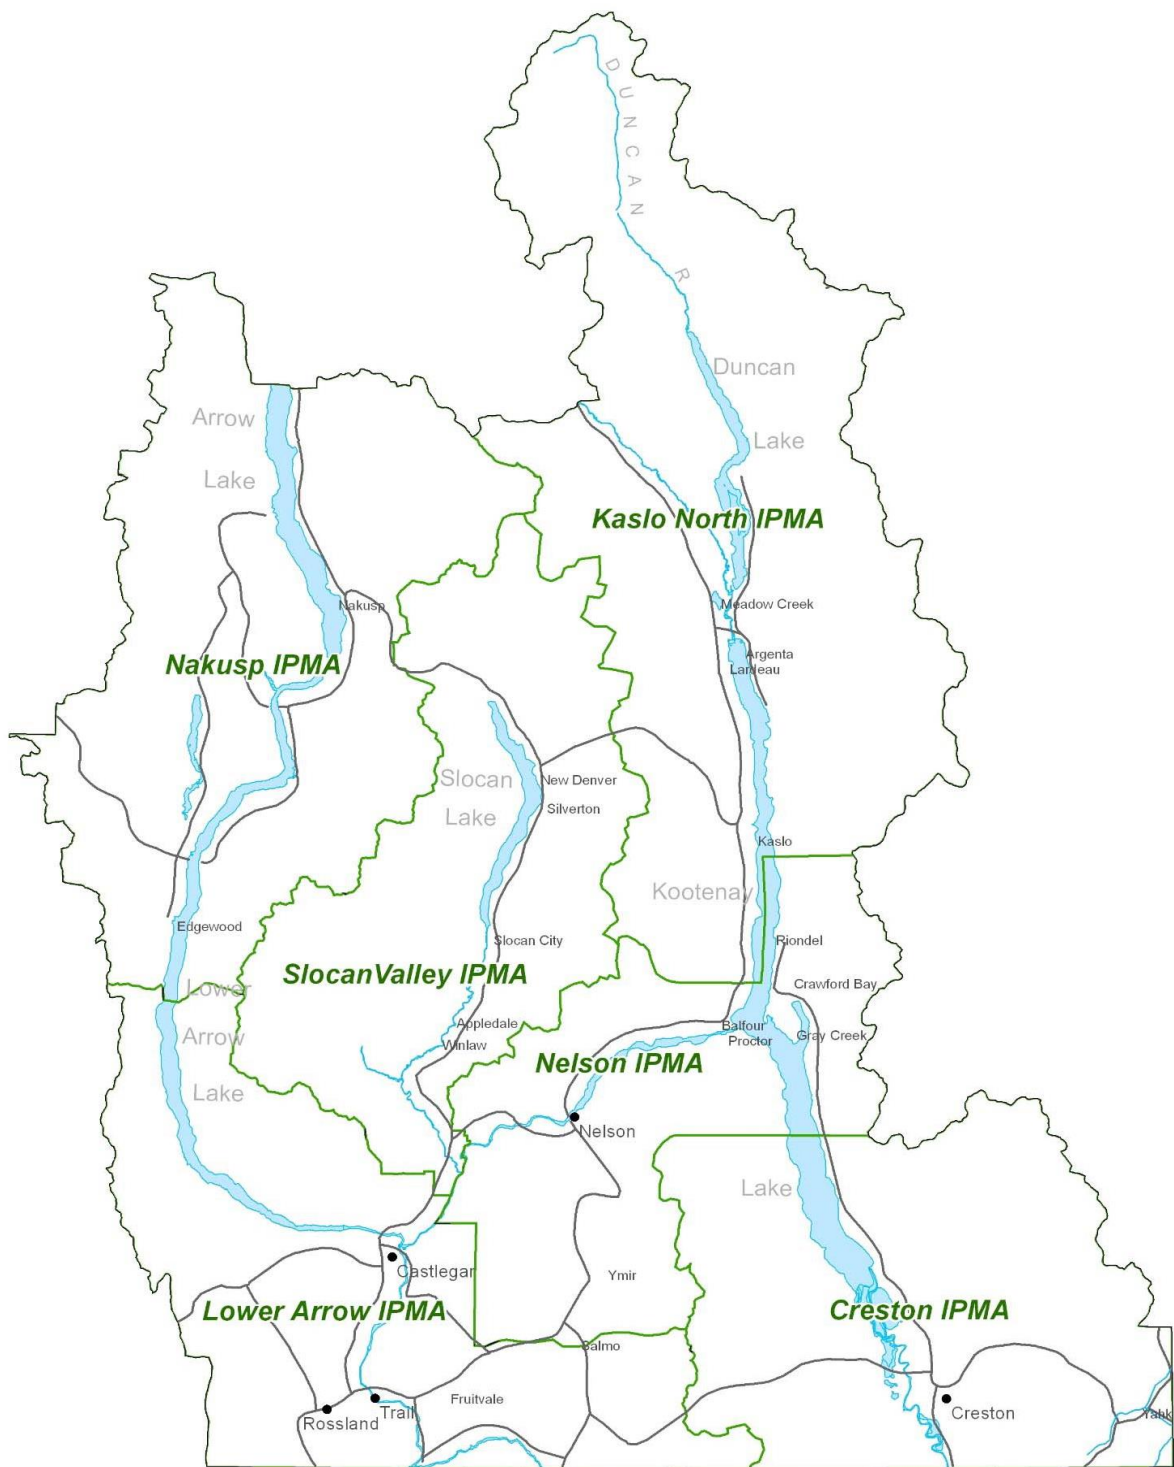 DUNCAN R
Duncan
Lake
Arrow
Lake
Kaslo North IPMA
Nakusp
Meadow Creek
Argenta
Lardeau
Nakusp IPMA
Slocan
Lake
New Denver
Silverton
Kaslo
Kootenay
Edgewood
Slocan City
Riondel
SlocanValley IPMA
Crawford Bay
Lower
Arrow
Lake
Appledale
Winlaw
Balfour
Proctor
Gray Creek
Nelson IPMA
Nelson
Lake
Castlegar
Ymir
Lower Arrow IPMA
Creston IPMA
Salmo
Fruitvale
Trail
Rossland
Creston
Yahk